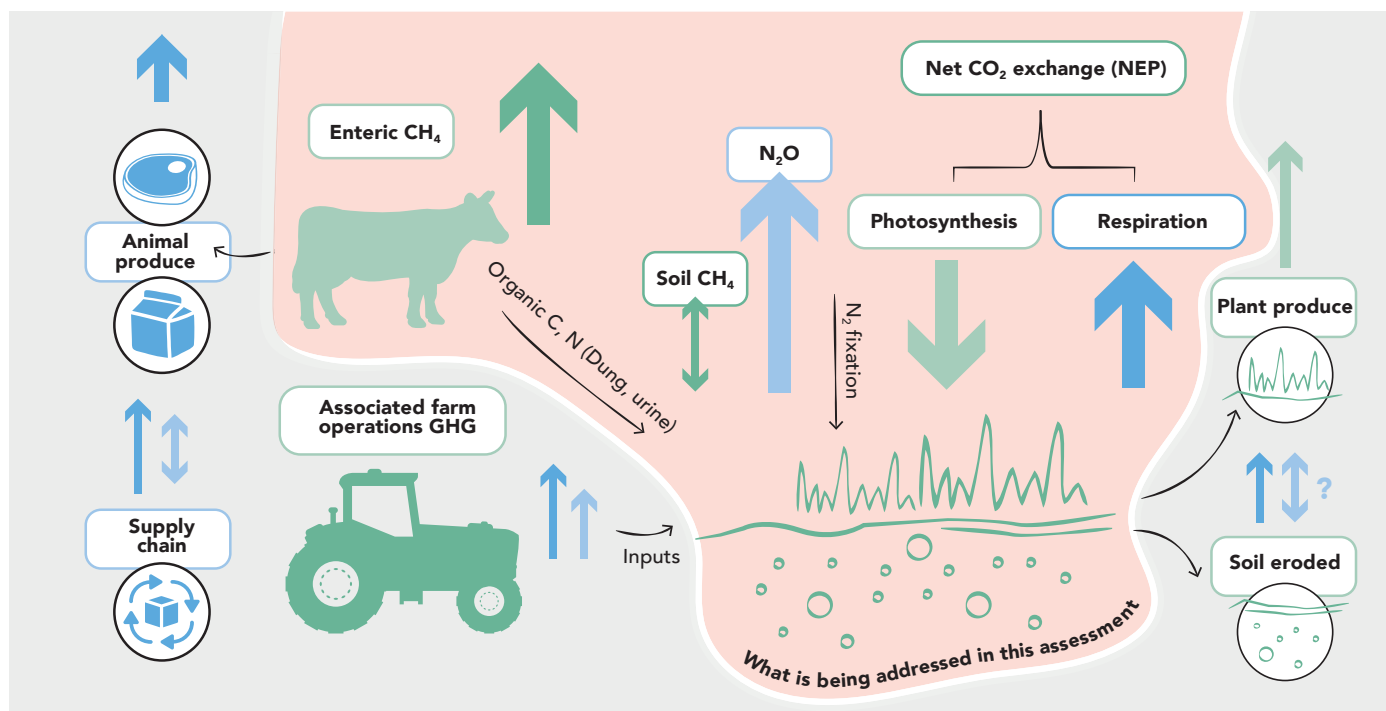 Net CO₂ exchange (NEP)
Enteric CH₄
N₂O
Photosynthesis
Respiration
Animal
produce
Soil CH₄
Organic C, N (Dung, urine)
N₂ fixation
Plant produce
Associated farm
operations GHG
?
Supply
chain
Inputs
Soil eroded
What is being addressed in this assessment